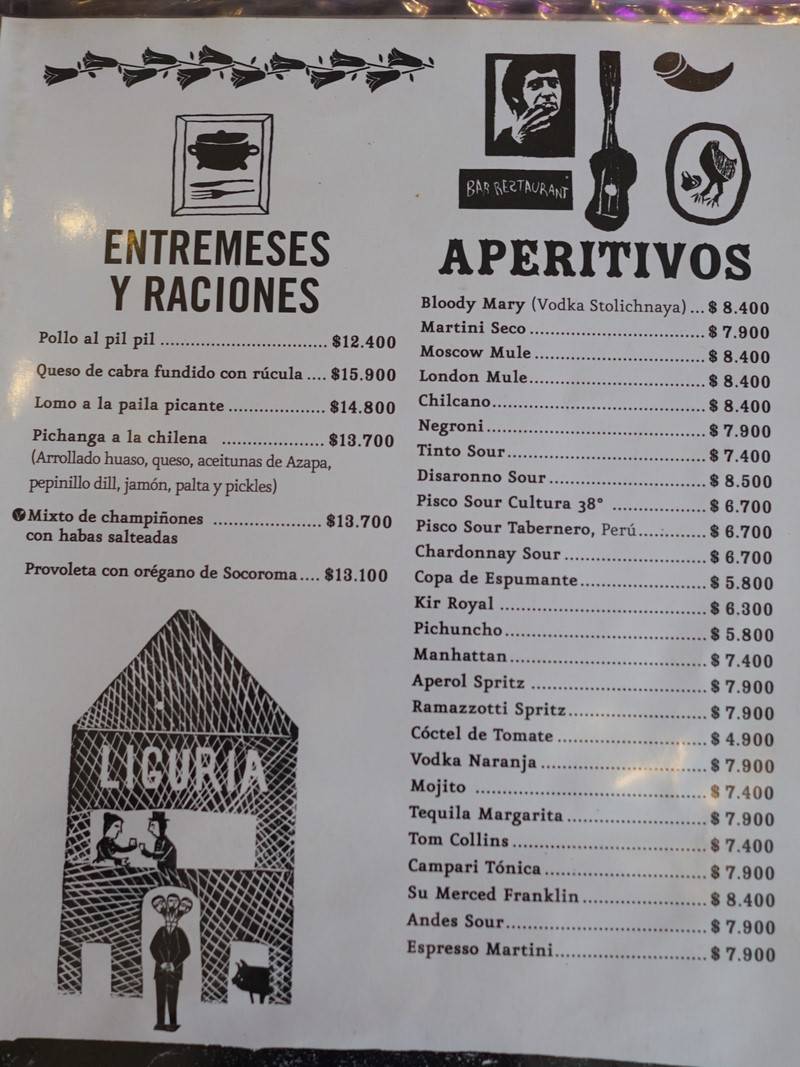 BAR RESTAURANT
ENTREMESES
Y RACIONES
Pollo al pil pil ................................ $12.400
Queso de cabra fundido con rúcula .... $15.900
Lomo a la paila picante .................. $14.800
Pichanga a la chilena ................... $13.700
(Arrollado huaso, queso, aceitunas de Azapa,
pepinillo dill, jamón, palta y pickles)
V Mixto de champiñones .................... $13.700
con habas salteadas
Provoleta con orégano de Socoroma .... $13.100
LIGURIA
APERITIVOS
Bloody Mary (Vodka Stolichnaya) ... $ 8.400
Martini Seco .................................. $ 7.900
Moscow Mule ................................. $ 8.400
London Mule.................................. $ 8.400
Chilcano......................................... $ 8.400
Negroni.......................................... $ 7.900
Tinto Sour...................................... $ 7.400
Disaronno Sour.............................. $ 8.500
Pisco Sour Cultura 38° .................. $ 6.700
Pisco Sour Tabernero, Perú............. $ 6.700
Chardonnay Sour ........................... $ 6.700
Copa de Espumante........................ $ 5.800
Kir Royal ....................................... $ 6.300
Pichuncho...................................... $ 5.800
Manhattan..................................... $ 7.400
Aperol Spritz ................................. $ 7.900
Ramazzotti Spritz.......................... $ 7.900
Cóctel de Tomate ............................ $ 4.900
Vodka Naranja ............................... $ 7.900
Mojito ........................................... $ 7.400
Tequila Margarita .......................... $ 7.900
Tom Collins .................................... $ 7.400
Campari Tónica .............................. $ 7.900
Su Merced Franklin ........................ $ 8.400
Andes Sour..................................... $ 7.900
Espresso Martini............................ $ 7.900